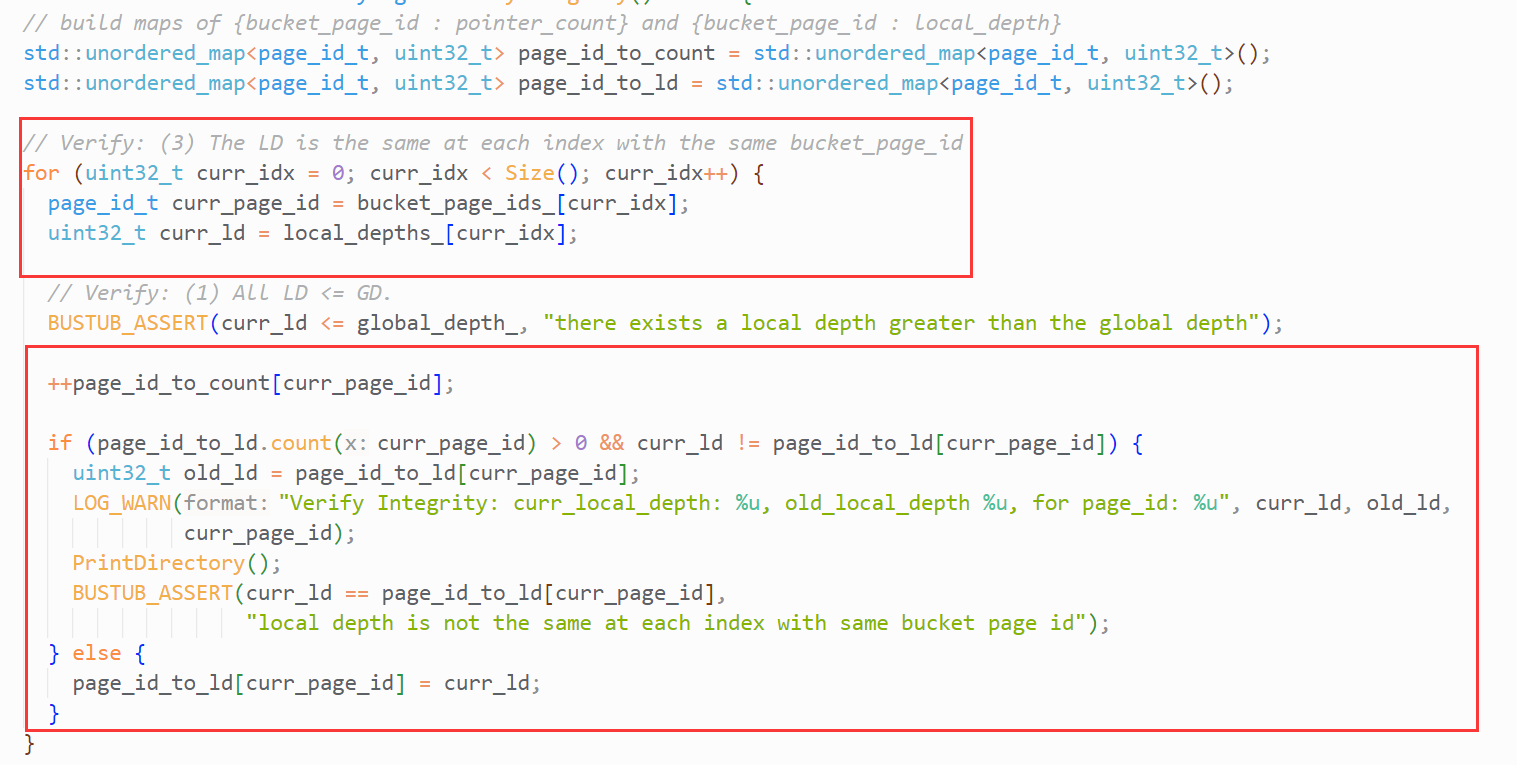 // build maps of {bucket_page_id : pointer_count} and {bucket_page_id : local_depth}
std::unordered_map<page_id_t, uint32_t> page_id_to_count = std::unordered_map<page_id_t, uint32_t>();
std::unordered_map<page_id_t, uint32_t> page_id_to_ld = std::unordered_map<page_id_t, uint32_t>();
// Verify: (3) The LD is the same at each index with the same bucket_page_id
for (uint32_t curr_idx = 0; curr_idx < Size(); curr_idx++) {
page_id_t curr_page_id = bucket_page_ids_[curr_idx];
uint32_t curr_ld = local_depths_[curr_idx];
// Verify: (1) All LD <= GD.
BUSTUB_ASSERT(curr_ld <= global_depth_, "there exists a local depth greater than the global depth");
++page_id_to_count[curr_page_id];
if (page_id_to_ld.count(x: curr_page_id) > 0 && curr_ld != page_id_to_ld[curr_page_id]) {
uint32_t old_ld = page_id_to_ld[curr_page_id];
LOG_WARN(format: "Verify Integrity: curr_local_depth: %u, old_local_depth %u, for page_id: %u", curr_ld, old_ld,
curr_page_id);
PrintDirectory();
BUSTUB_ASSERT(curr_ld == page_id_to_ld[curr_page_id],
"local depth is not the same at each index with same bucket page id");
} else {
page_id_to_ld[curr_page_id] = curr_ld;
}
}